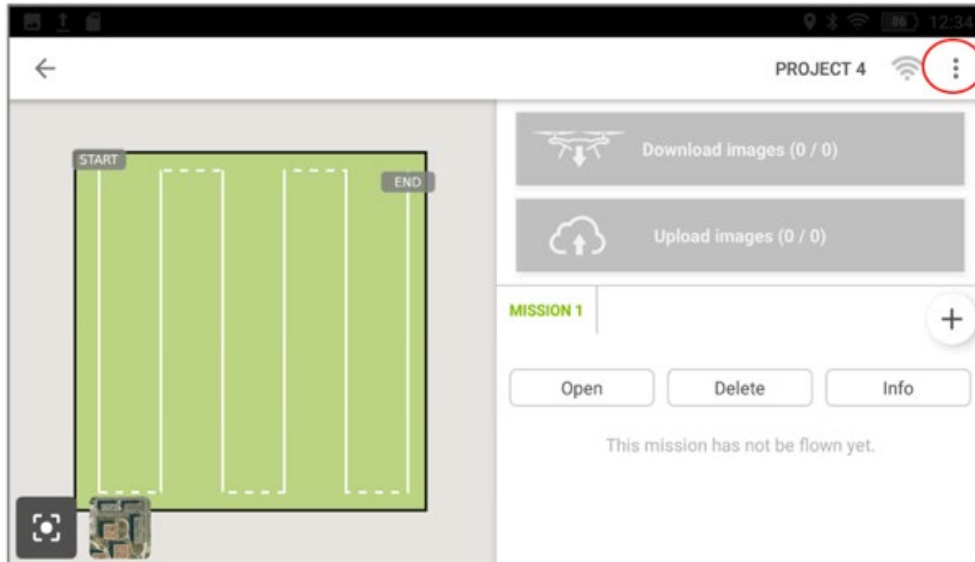 86 12:34
PROJECT 4
START
END
Download images (0 / 0)
Upload images (0 / 0)
MISSION 1
+
Open Delete Info
This mission has not be flown yet.